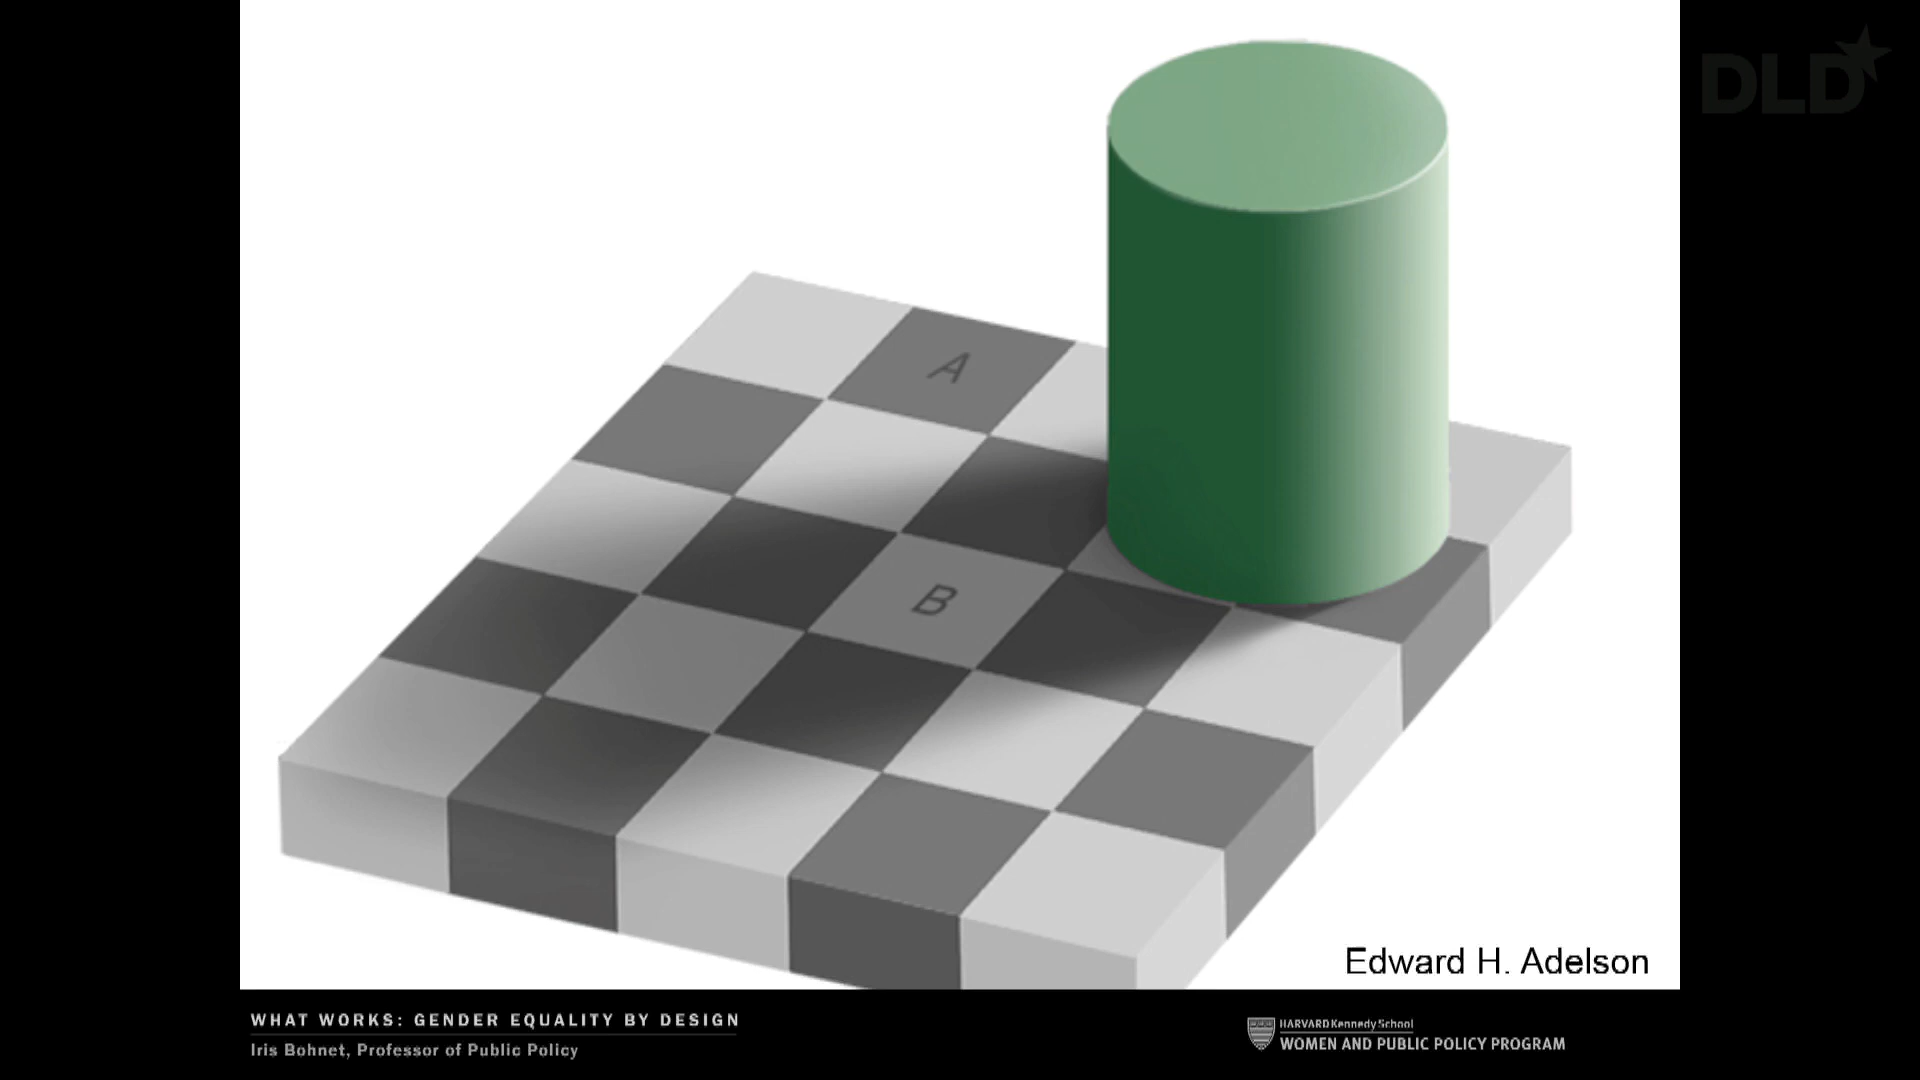 DLD
A
B
Edward H. Adelson
WHAT WORKS: GENDER EQUALITY BY DESIGN
Iris Bohnet, Professor of Public Policy
HARVARD Kennedy School
WOMEN AND PUBLIC POLICY PROGRAM